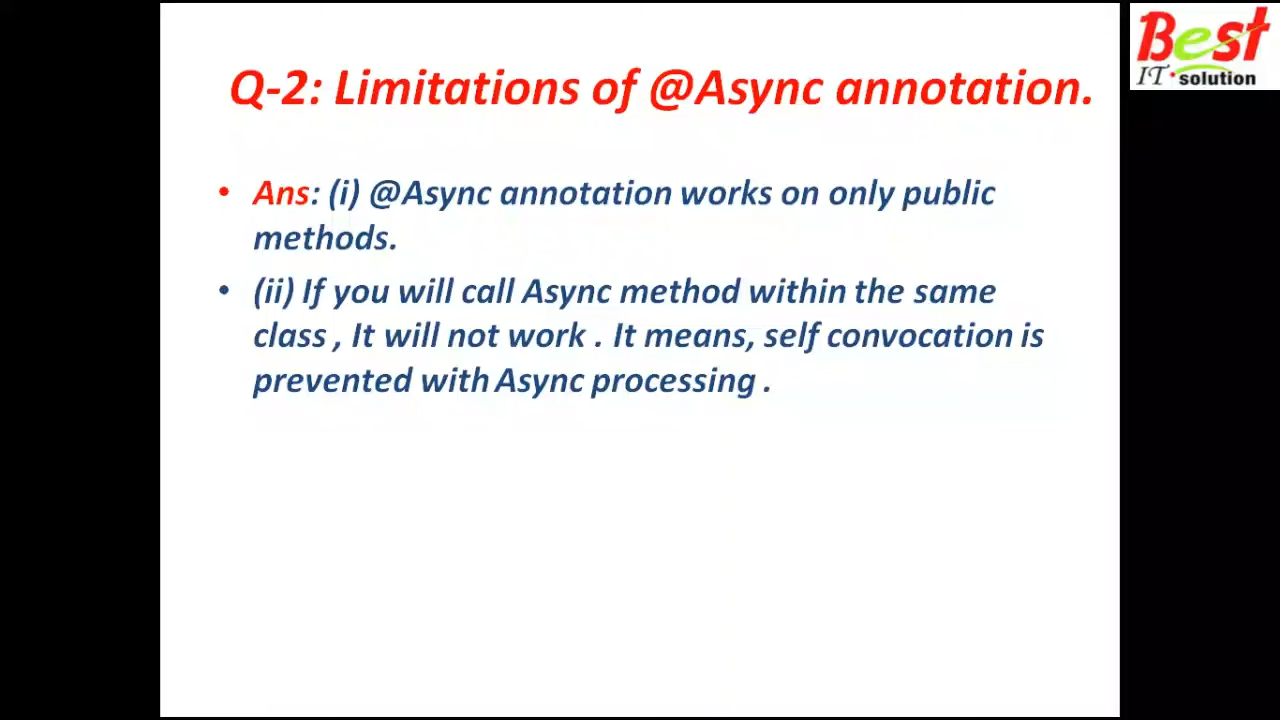 Best
IT solution
Q-2: Limitations of @Async annotation.
• Ans: (i) @Async annotation works on only public
methods.
• (ii) If you will call Async method within the same
class , It will not work . It means, self convocation is
prevented with Async processing .